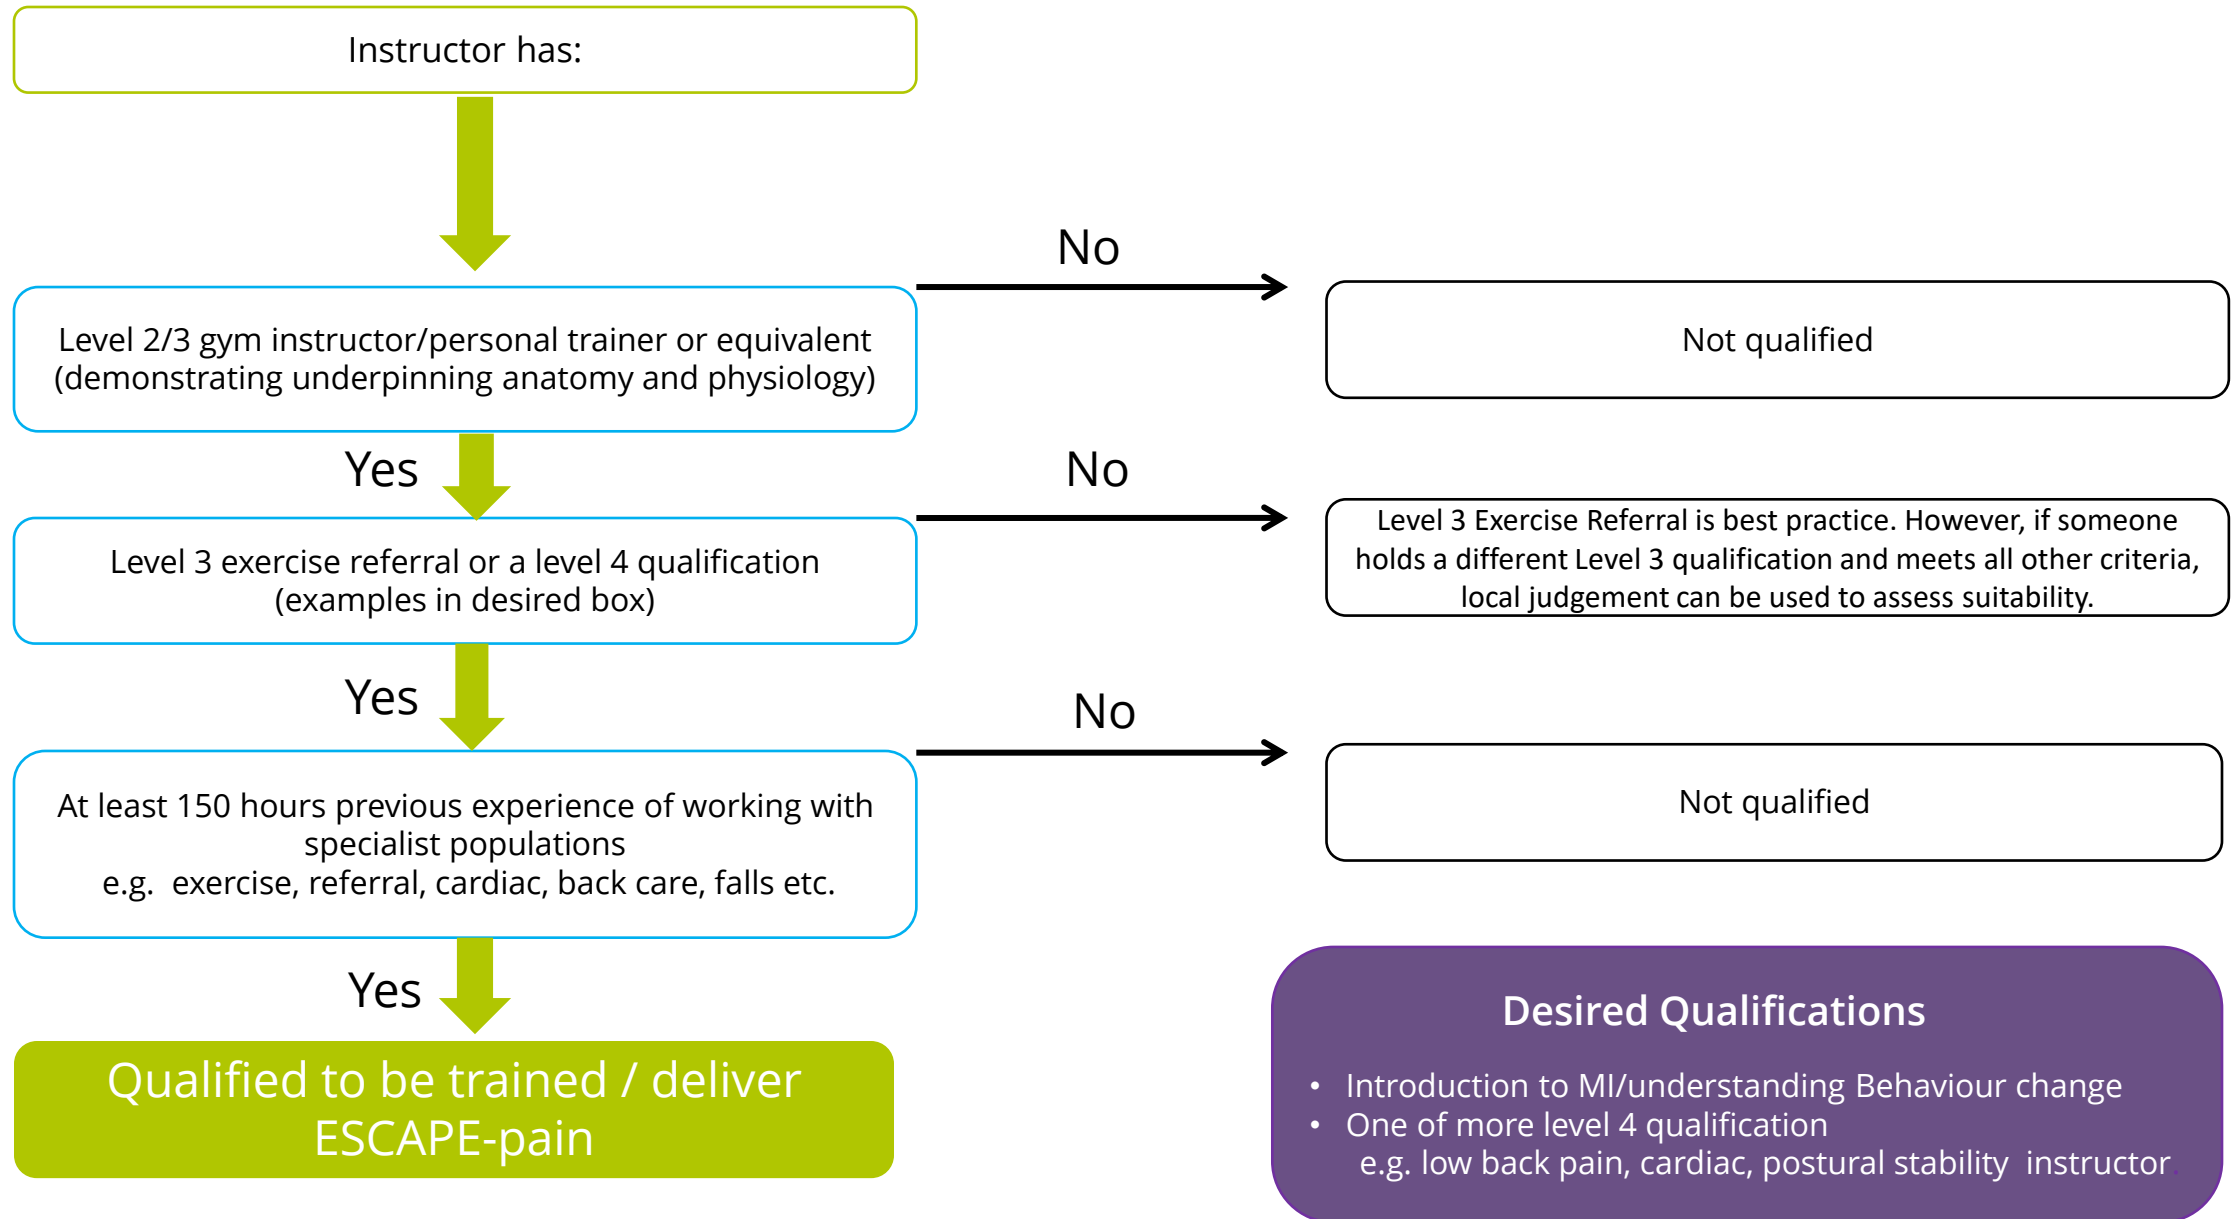 Instructor has:
No
Level 2/3 gym instructor/personal trainer or equivalent
(demonstrating underpinning anatomy and physiology)
Not qualified
Yes
No
Level 3 exercise referral or a level 4 qualification
(examples in desired box)
Level 3 Exercise Referral is best practice. However, if someone
holds a different Level 3 qualification and meets all other criteria,
local judgement can be used to assess suitability.
Yes
No
At least 150 hours previous experience of working with
specialist populations
e.g. exercise, referral, cardiac, back care, falls etc.
Not qualified
Yes
Qualified to be trained / deliver
ESCAPE-pain
Desired Qualifications
• Introduction to MI/understanding Behaviour change
• One of more level 4 qualification
e.g. low back pain, cardiac, postural stability instructor.